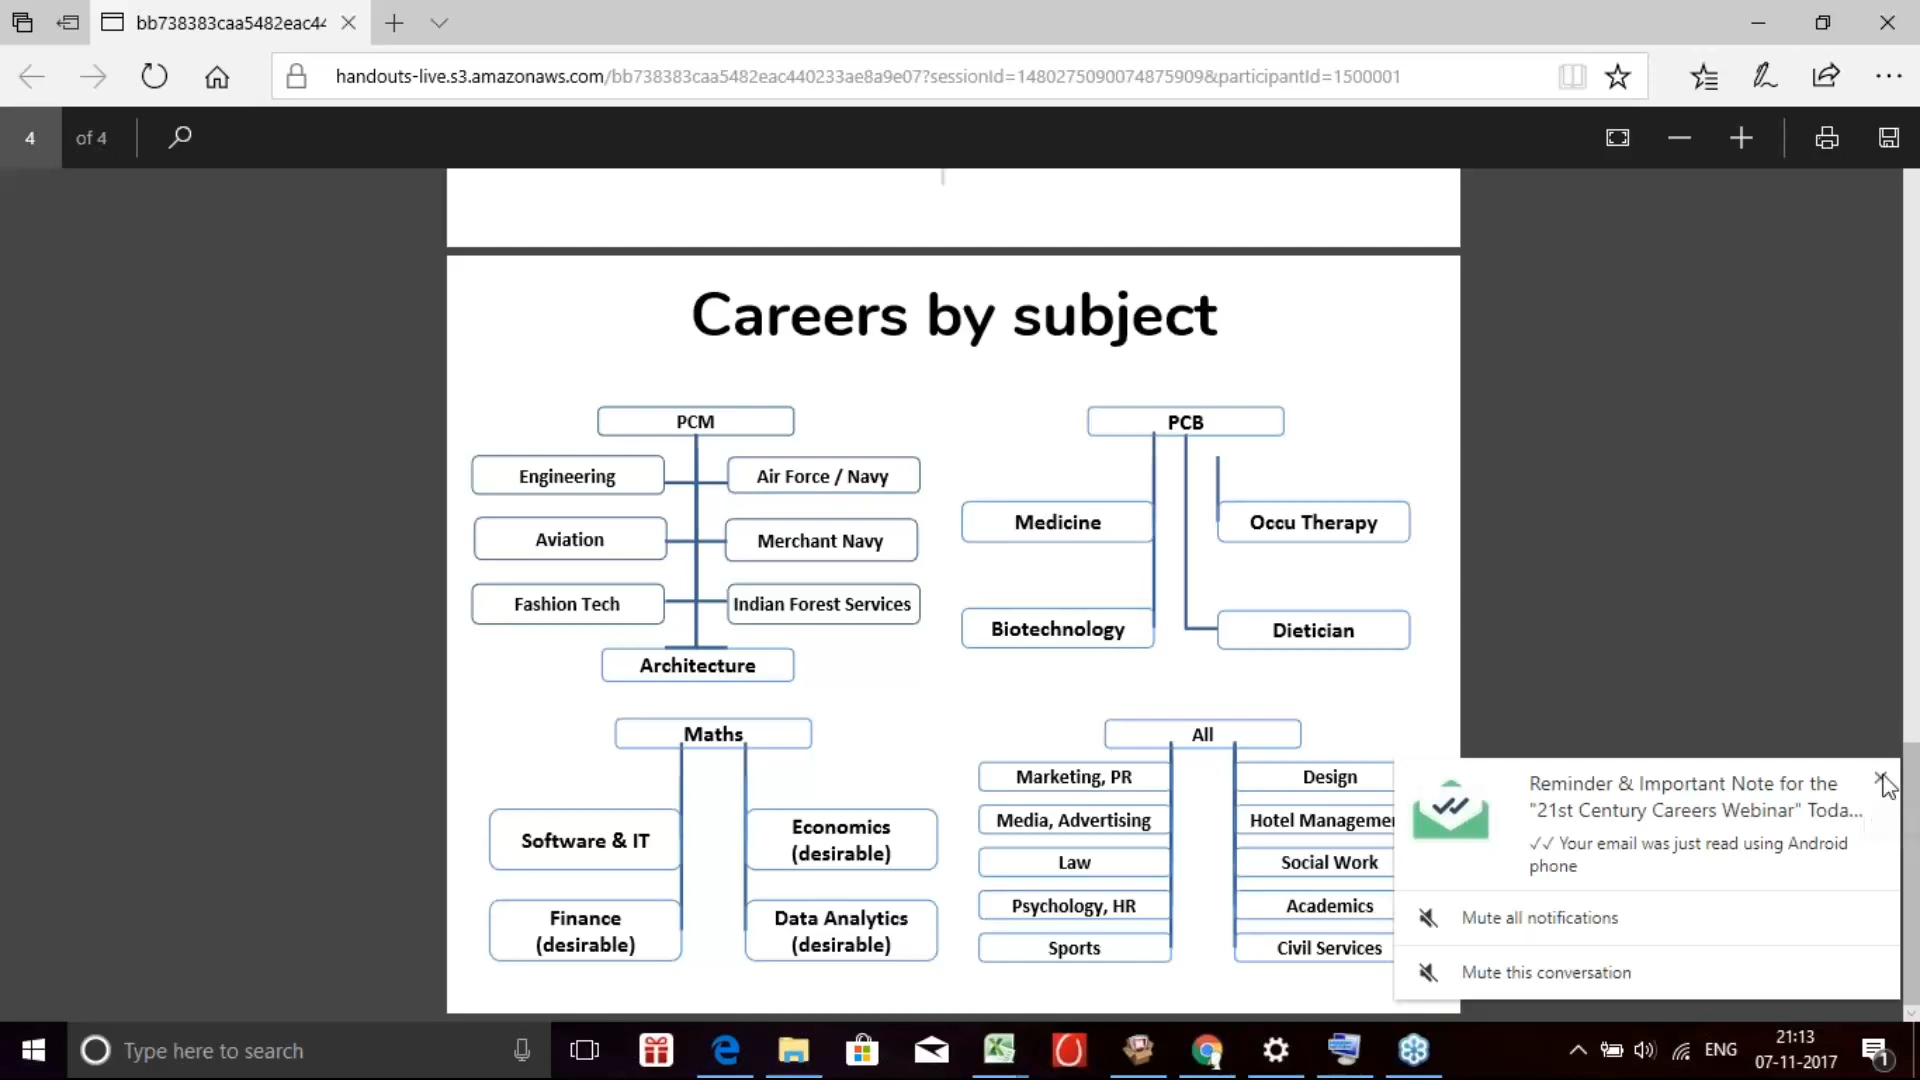 bb738383caa5482eac44
handouts-live.s3.amazonaws.com/bb738383caa5482eac440233ae8a9e07?sessionId=1480275090074875909&participantId=1500001
4 of 4
Careers by subject
PCM
Engineering
Air Force / Navy
Aviation
Merchant Navy
Fashion Tech
Indian Forest Services
Architecture
PCB
Medicine
Occu Therapy
Biotechnology
Dietician
Maths
Software & IT
Economics
(desirable)
Finance
(desirable)
Data Analytics
(desirable)
All
Marketing, PR
Design
Media, Advertising
Hotel Managemer
Law
Social Work
Psychology, HR
Academics
Sports
Civil Services
Reminder & Important Note for the
"21st Century Careers Webinar" Toda...
✓✓ Your email was just read using Android
phone
Mute all notifications
Mute this conversation
Type here to search
ENG
21:13
07-11-2017
1